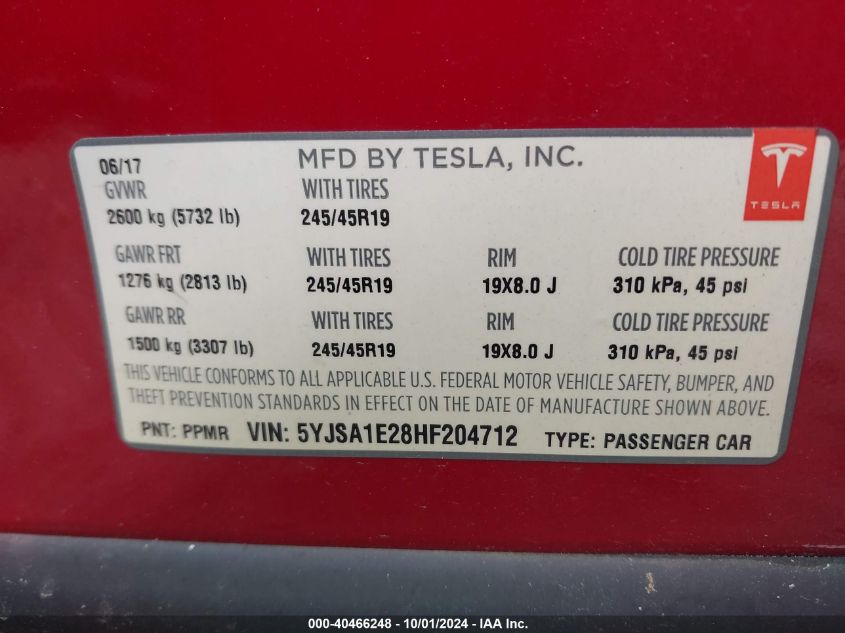 06/17 MFD BY TESLA, INC.
TESLA
GVWR WITH TIRES
2600 kg (5732 lb) 245/45R19
GAWR FRT WITH TIRES RIM COLD TIRE PRESSURE
1276 kg (2813 lb) 245/45R19 19X8.0 J 310 kPa, 45 psi
GAWR RR WITH TIRES RIM COLD TIRE PRESSURE
1500 kg (3307 lb) 245/45R19 19X8.0 J 310 kPa, 45 psi
THIS VEHICLE CONFORMS TO ALL APPLICABLE U.S. FEDERAL MOTOR VEHICLE SAFETY, BUMPER, AND
THEFT PREVENTION STANDARDS IN EFFECT ON THE DATE OF MANUFACTURE SHOWN ABOVE.
PNT: PPMR VIN: 5YJSA1E28HF204712 TYPE: PASSENGER CAR
000-40466248 - 10/01/2024 - IAA Inc.